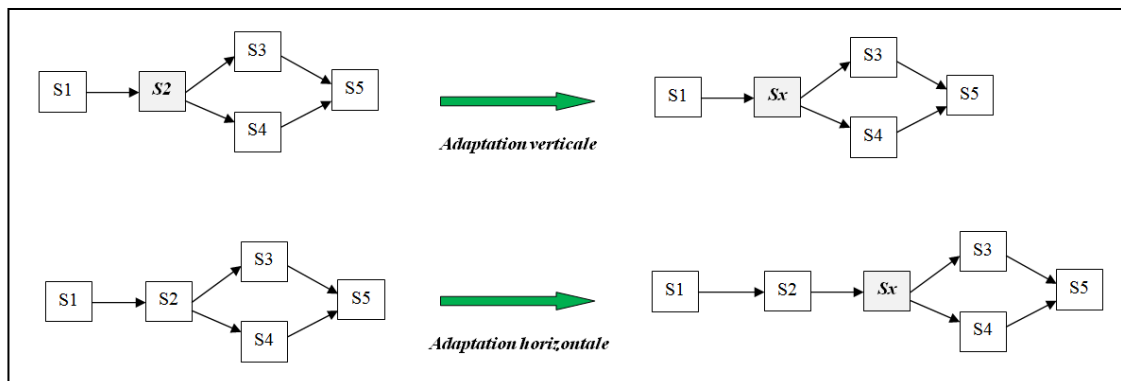 S3 S3
S1 S2 S5 S1 Sx S5
S4 S4
Adaptation verticale
S3 S3
S1 S2 S5 S1 S2 Sx S5
S4 S4
Adaptation horizontale